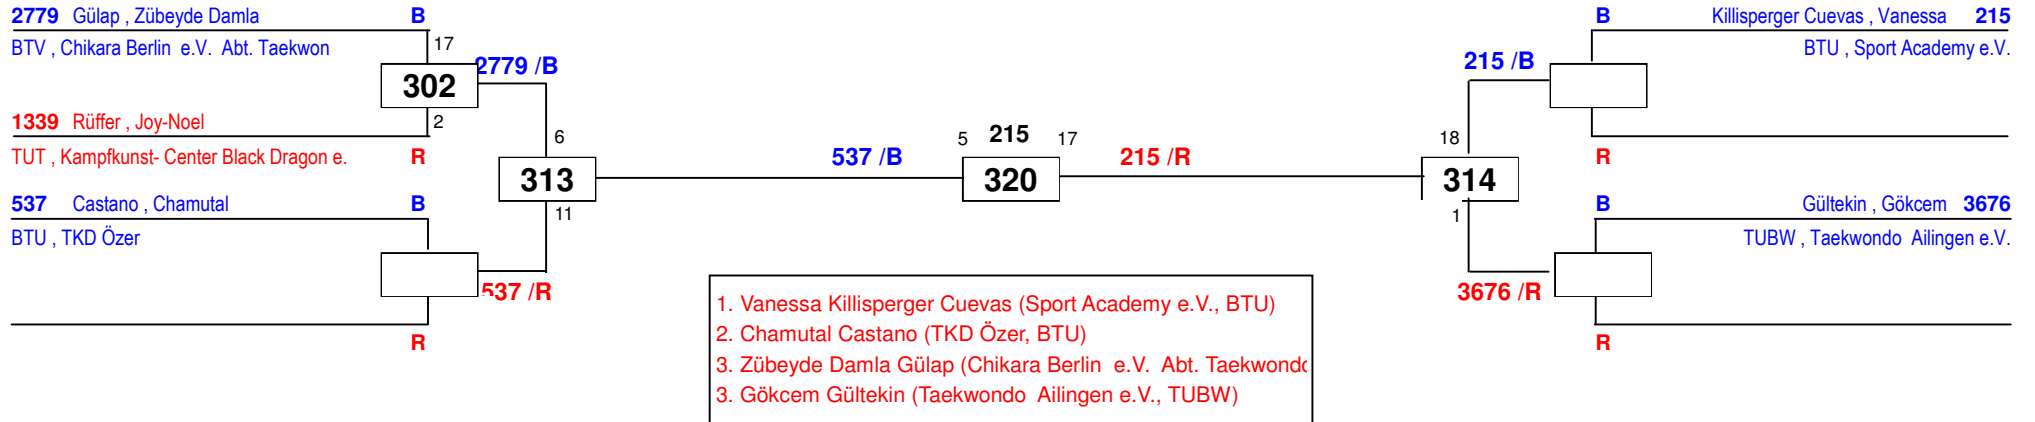 2779 Gülap , Zübeyde Damla B
BTV , Chikara Berlin e.V. Abt. Taekwon
17
302
2779 /B
2
1339 Rüffer , Joy-Noel
TUT , Kampfkunst- Center Black Dragon e. R
6
313
11
537 Castano , Chamutal B
BTU , TKD Özer
537 /R
R
537 /B
5 215 17
320
215 /R
B Killisperger Cuevas , Vanessa 215
BTU , Sport Academy e.V.
215 /B
R
18
314
1
B Gültekin , Gökcem 3676
TUBW , Taekwondo Ailingen e.V.
3676 /R
R
1. Vanessa Killisperger Cuevas (Sport Academy e.V., BTU)
2. Chamutal Castano (TKD Özer, BTU)
3. Zübeyde Damla Gülap (Chikara Berlin e.V. Abt. Taekwondo
3. Gökcem Gültekin (Taekwondo Ailingen e.V., TUBW)